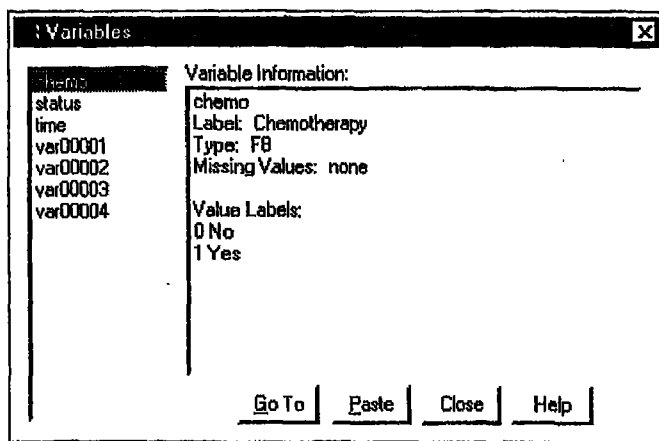 Variables
chemo
status
time
var00001
var00002
var00003
var00004
Variable Information:
chemo
Label: Chemotherapy
Type: F8
Missing Values: none
Value Labels:
0 No
1 Yes
Go To
Paste
Close
Help